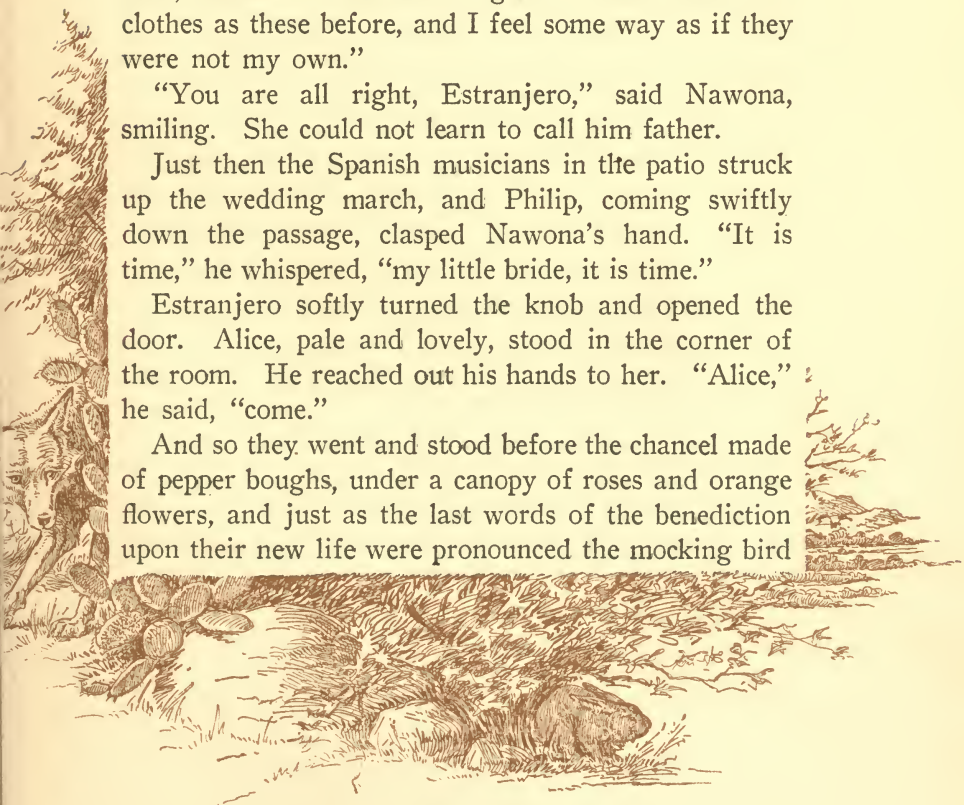 clothes as these before, and I feel some way as if they
were not my own.”
“You are all right, Estranjero,” said Nawona,
smiling. She could not learn to call him father.
Just then the Spanish musicians in the patio struck
up the wedding march, and Philip, coming swiftly
down the passage, clasped Nawona’s hand. “It is
time,” he whispered, “my little bride, it is time.”
Estranjero softly turned the knob and opened the
door. Alice, pale and lovely, stood in the corner of
the room. He reached out his hands to her. “Alice,”
he said, “come.”
And so they went and stood before the chancel made
of pepper boughs, under a canopy of roses and orange
flowers, and just as the last words of the benediction
upon their new life were pronounced the mocking bird